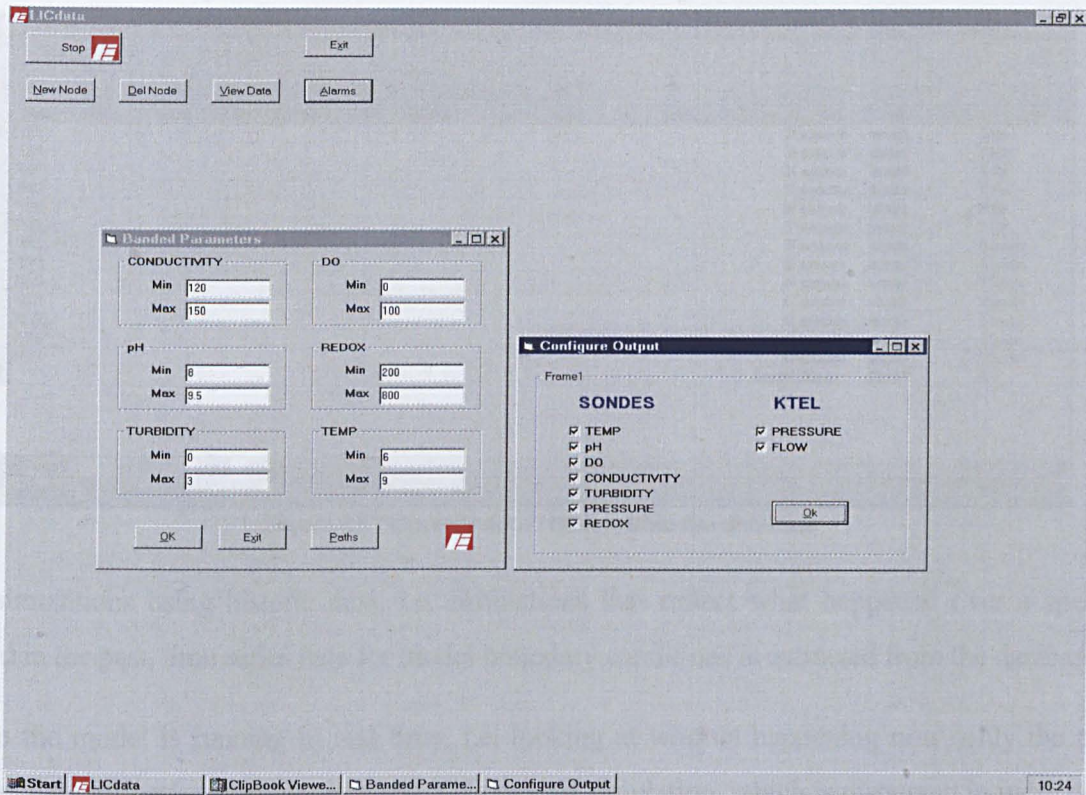 LICdata
Stop
Exit
New Node
Del Node
View Data
Alarms
Banded Parameters
CONDUCTIVITY
Min 120
Max 150
DO
Min 0
Max 100
pH
Min 8
Max 9.5
REDOX
Min 200
Max 800
TURBIDITY
Min 0
Max 3
TEMP
Min 6
Max 9
OK
Exit
Paths
Configure Output
Frame1
SONDES
TEMP
pH
DO
CONDUCTIVITY
TURBIDITY
PRESSURE
REDOX
KTEL
PRESSURE
FLOW
Ok
Start
LICdata
ClipBook Viewe...
Banded Parame...
Configure Output
10:24